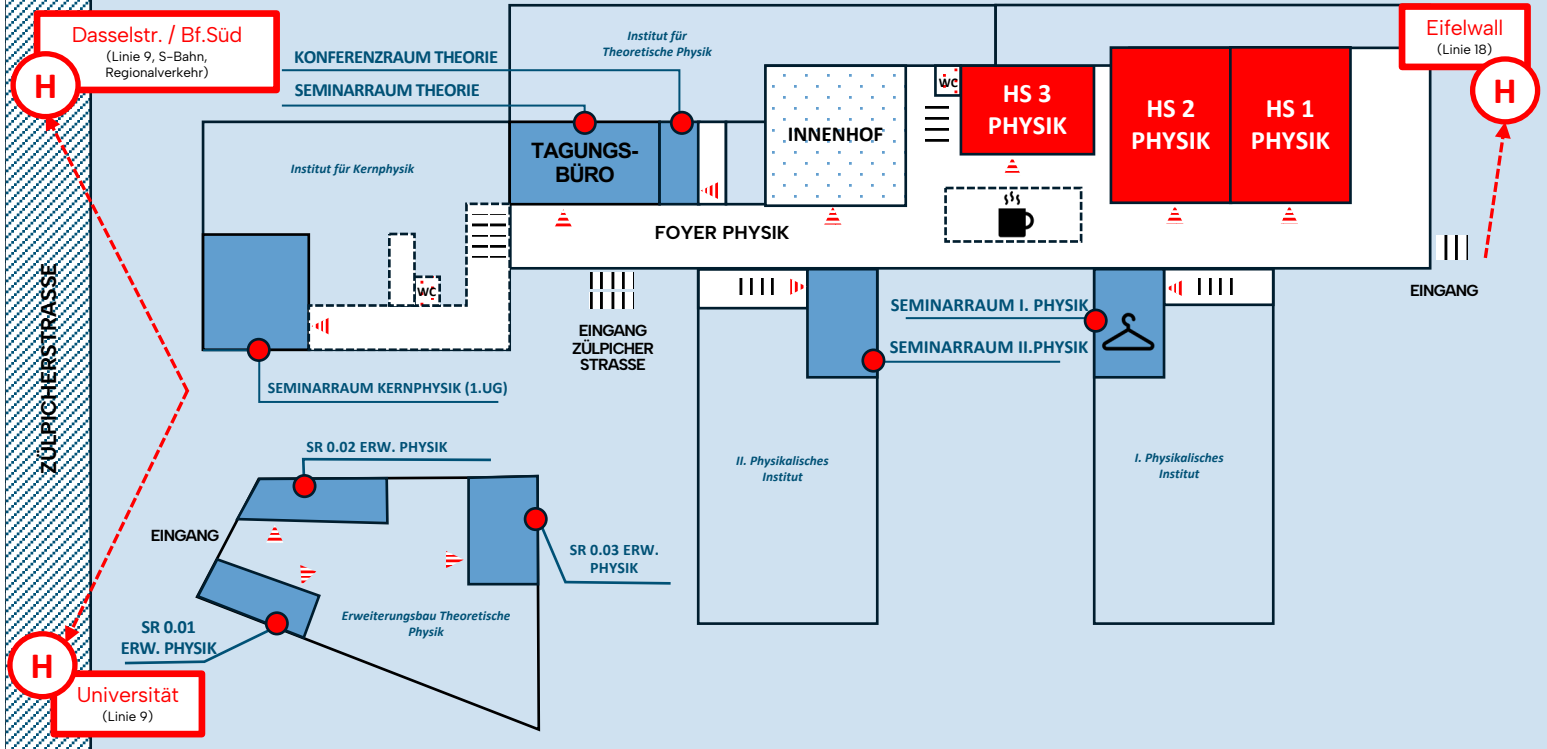 Dasselstr. / Bf.Süd
(Linie 9, S-Bahn,
Regionalverkehr)
H
KONFERENZRAUM THEORIE
SEMINARRAUM THEORIE
Institut für
Theoretische Physik
Eifelwall
(Linie 18)
H
WC
HS 3
PHYSIK
HS 2
PHYSIK
HS 1
PHYSIK
INNENHOF
TAGUNGS-
BÜRO
Institut für Kernphysik
FOYER PHYSIK
WC
EINGANG
ZÜLPICHER
STRASSE
SEMINARRAUM I. PHYSIK
SEMINARRAUM II.PHYSIK
EINGANG
ZÜLPICHERSTRASSE
SEMINARRAUM KERNPHYSIK (1.UG)
SR 0.02 ERW. PHYSIK
II. Physikalisches
Institut
I. Physikalisches
Institut
EINGANG
SR 0.03 ERW.
PHYSIK
Erweiterungsbau Theoretische
Physik
SR 0.01
ERW. PHYSIK
H
Universität
(Linie 9)